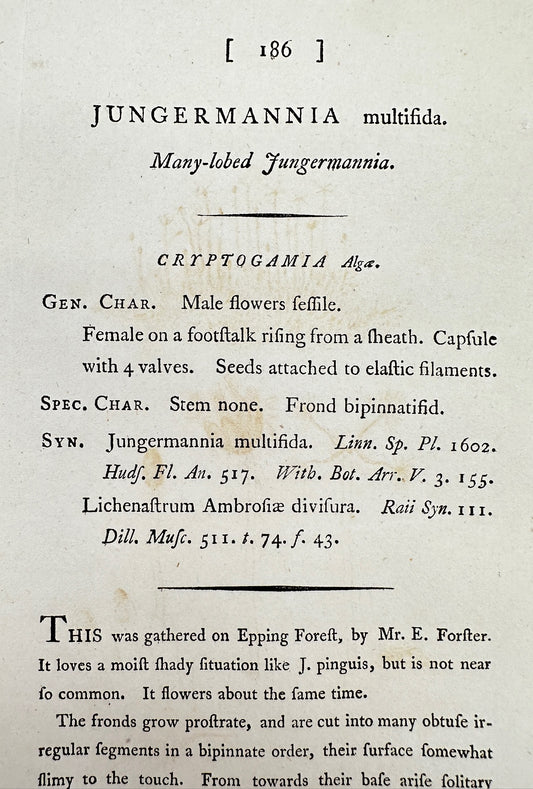 [ 186 ]
JUNGERMANNIA multifida.
Many-lobed Jungermannia.
CRYPTOGAMIA Algæ.
GEN. CHAR. Male flowers ſeſſile.
Female on a footſtalk riſing from a ſheath. Capſule
with 4 valves. Seeds attached to elaſtic filaments.
SPEC. CHAR. Stem none. Frond bipinnatifid.
SYN. Jungermannia multifida. Linn. Sp. Pl. 1602.
Hudſ. Fl. An. 517. With. Bot. Arr. V. 3. 155.
Lichenaſtrum Ambroſiæ diviſura. Raii Syn. 111.
Dill. Muſc. 511. t. 74. f. 43.
THIS was gathered on Epping Foreſt, by Mr. E. Forſter.
It loves a moiſt ſhady ſituation like J. pinguis, but is not near
ſo common. It flowers about the ſame time.
The fronds grow proſtrate, and are cut into many obtuſe ir-
regular ſegments in a bipinnate order, their ſurface ſomewhat
ſlimy to the touch. From towards their baſe ariſe ſolitary